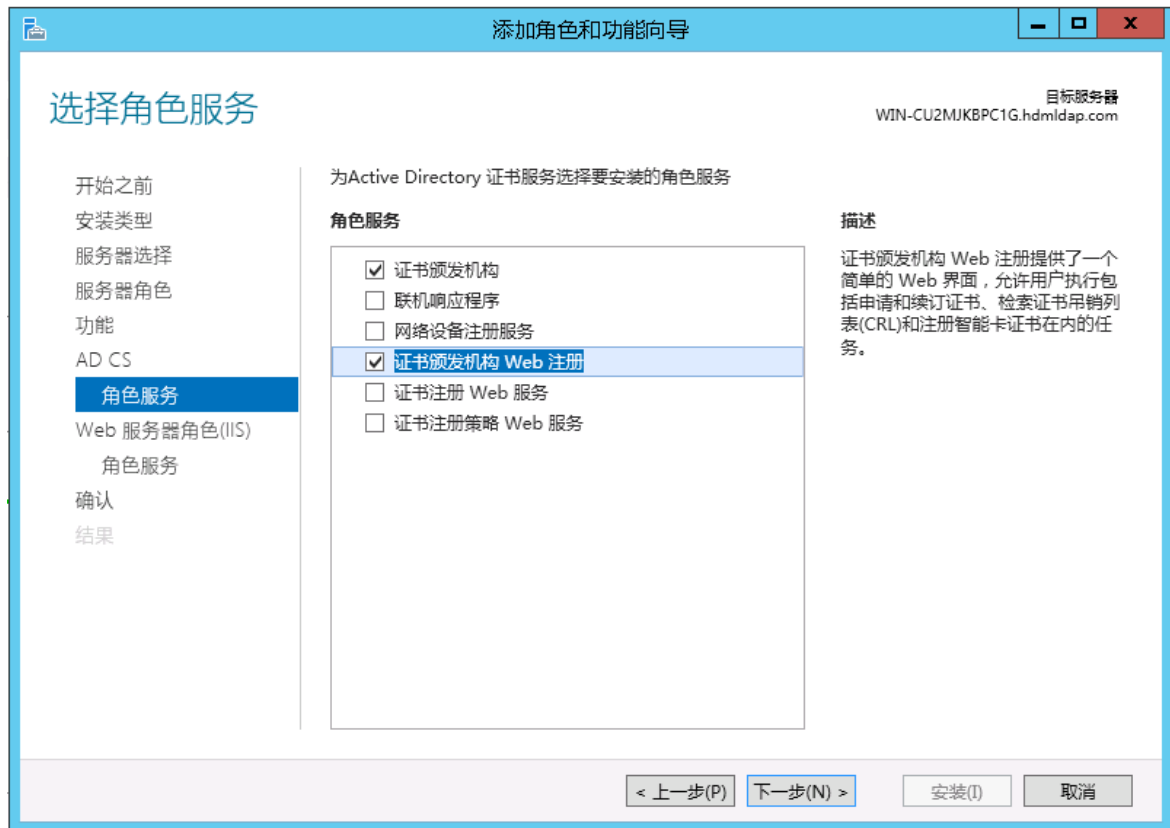 添加角色和功能向导
选择角色服务
目标服务器
WIN-CU2MJKBPC1G.hdmldap.com
开始之前
安装类型
服务器选择
服务器角色
功能
AD CS
角色服务
Web 服务器角色(IIS)
角色服务
确认
结果
为Active Directory 证书服务选择要安装的角色服务
角色服务
证书颁发机构
联机响应程序
网络设备注册服务
证书颁发机构 Web 注册
证书注册 Web 服务
证书注册策略 Web 服务
描述
证书颁发机构 Web 注册提供了一个
简单的 Web 界面，允许用户执行包
括申请和续订证书、检索证书吊销列
表(CRL)和注册智能卡证书在内的任
务。
< 上一步(P)
下一步(N) >
安装(I)
取消